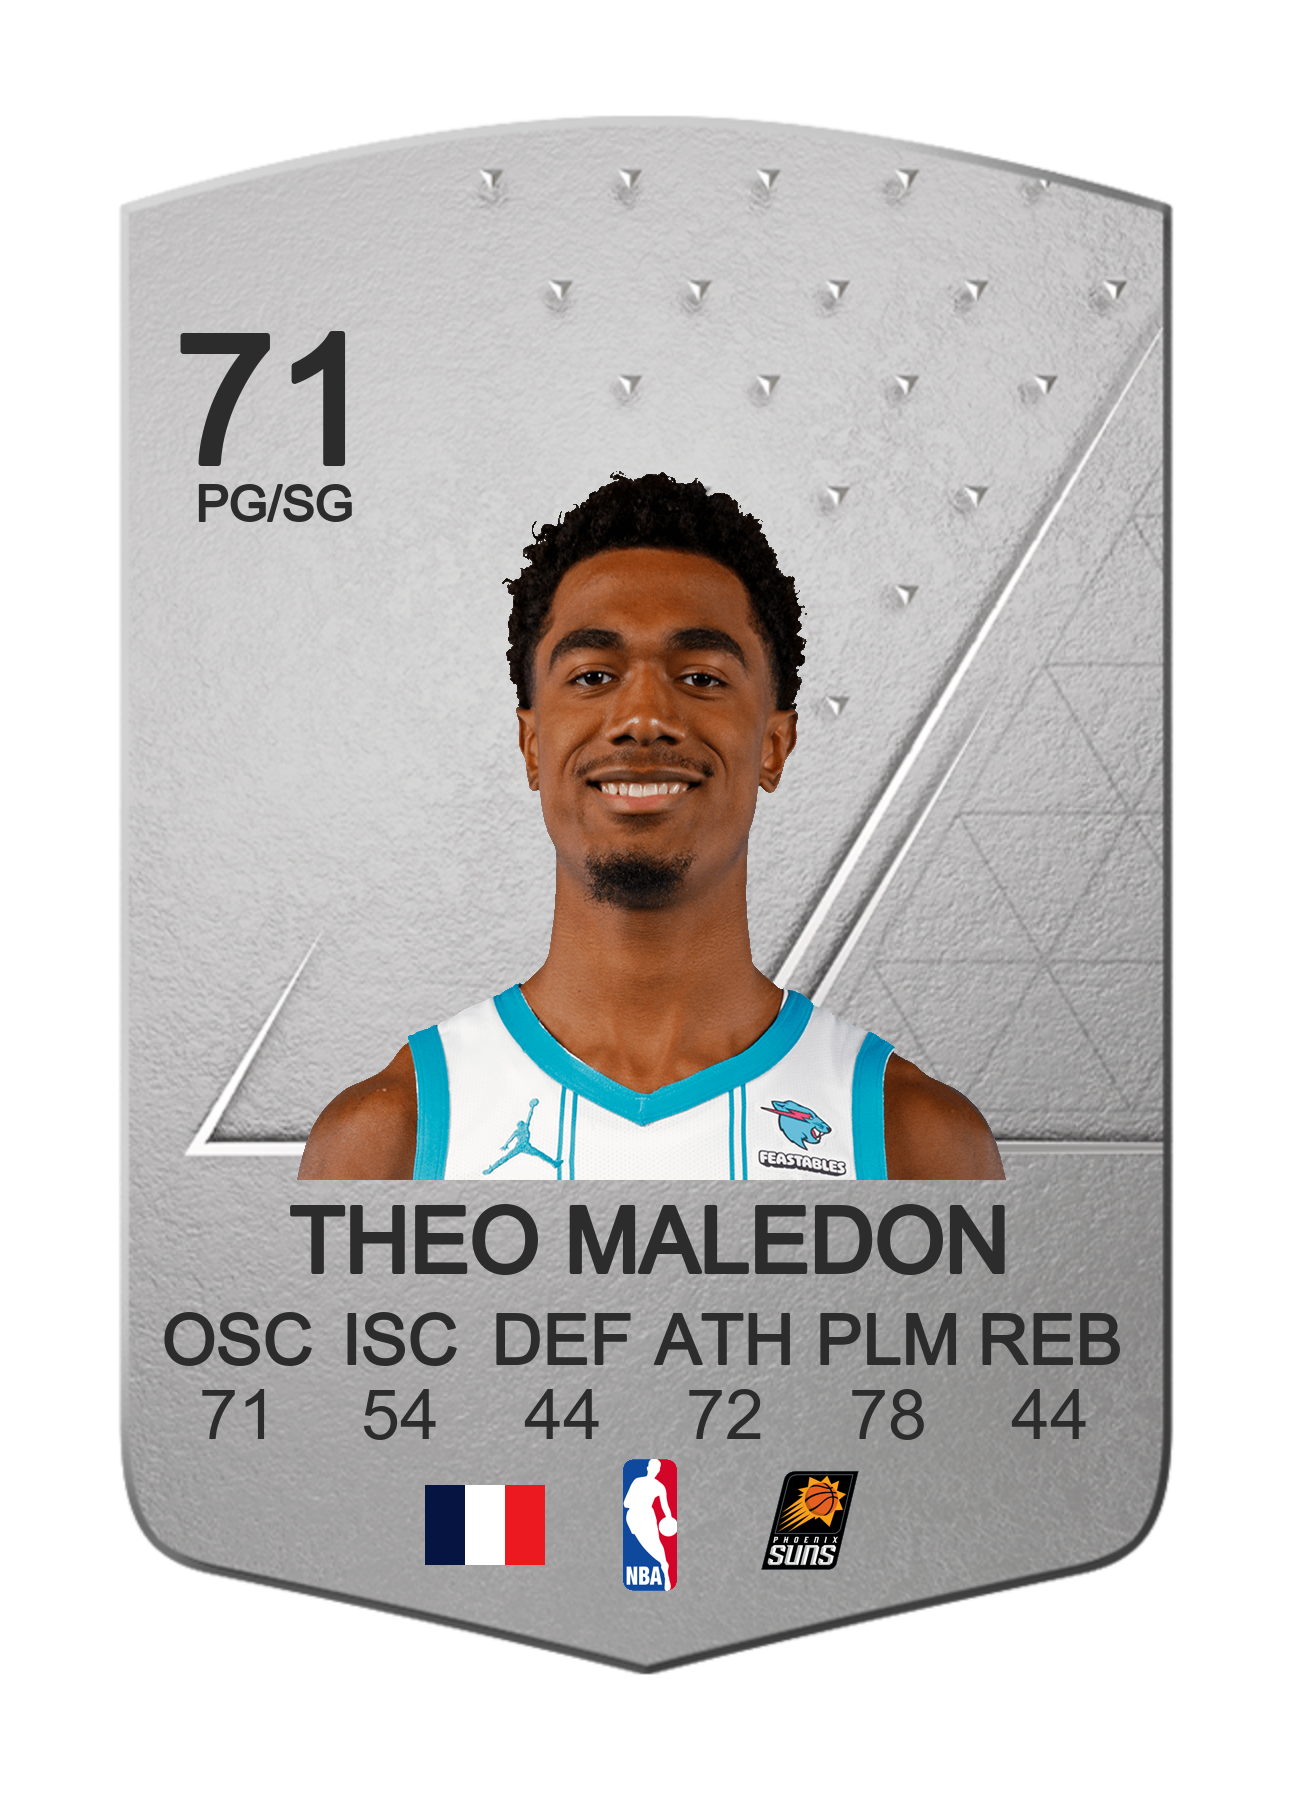 71
PG/SG
FEASTABLES
THEO MALEDON
OSC ISC DEF ATH PLM REB
71 54 44 72 78 44
NBA
PHOENIX
SUNS